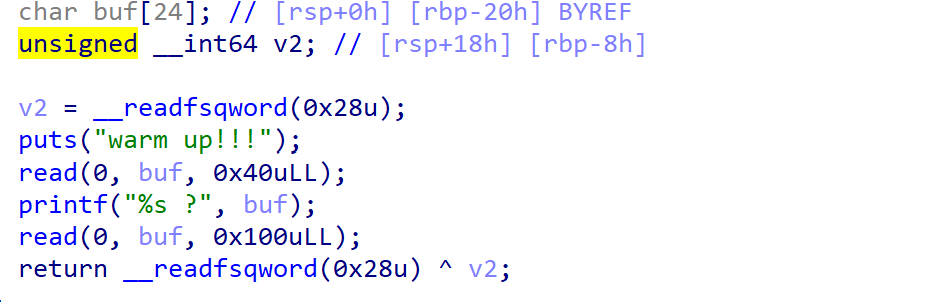 char buf[24]; // [rsp+0h] [rbp-20h] BYREF
unsigned __int64 v2; // [rsp+18h] [rbp-8h]
v2 = __readfsqword(0x28u);
puts("warm up!!!");
read(0, buf, 0x40uLL);
printf("%s ?", buf);
read(0, buf, 0x100uLL);
return __readfsqword(0x28u) ^ v2;